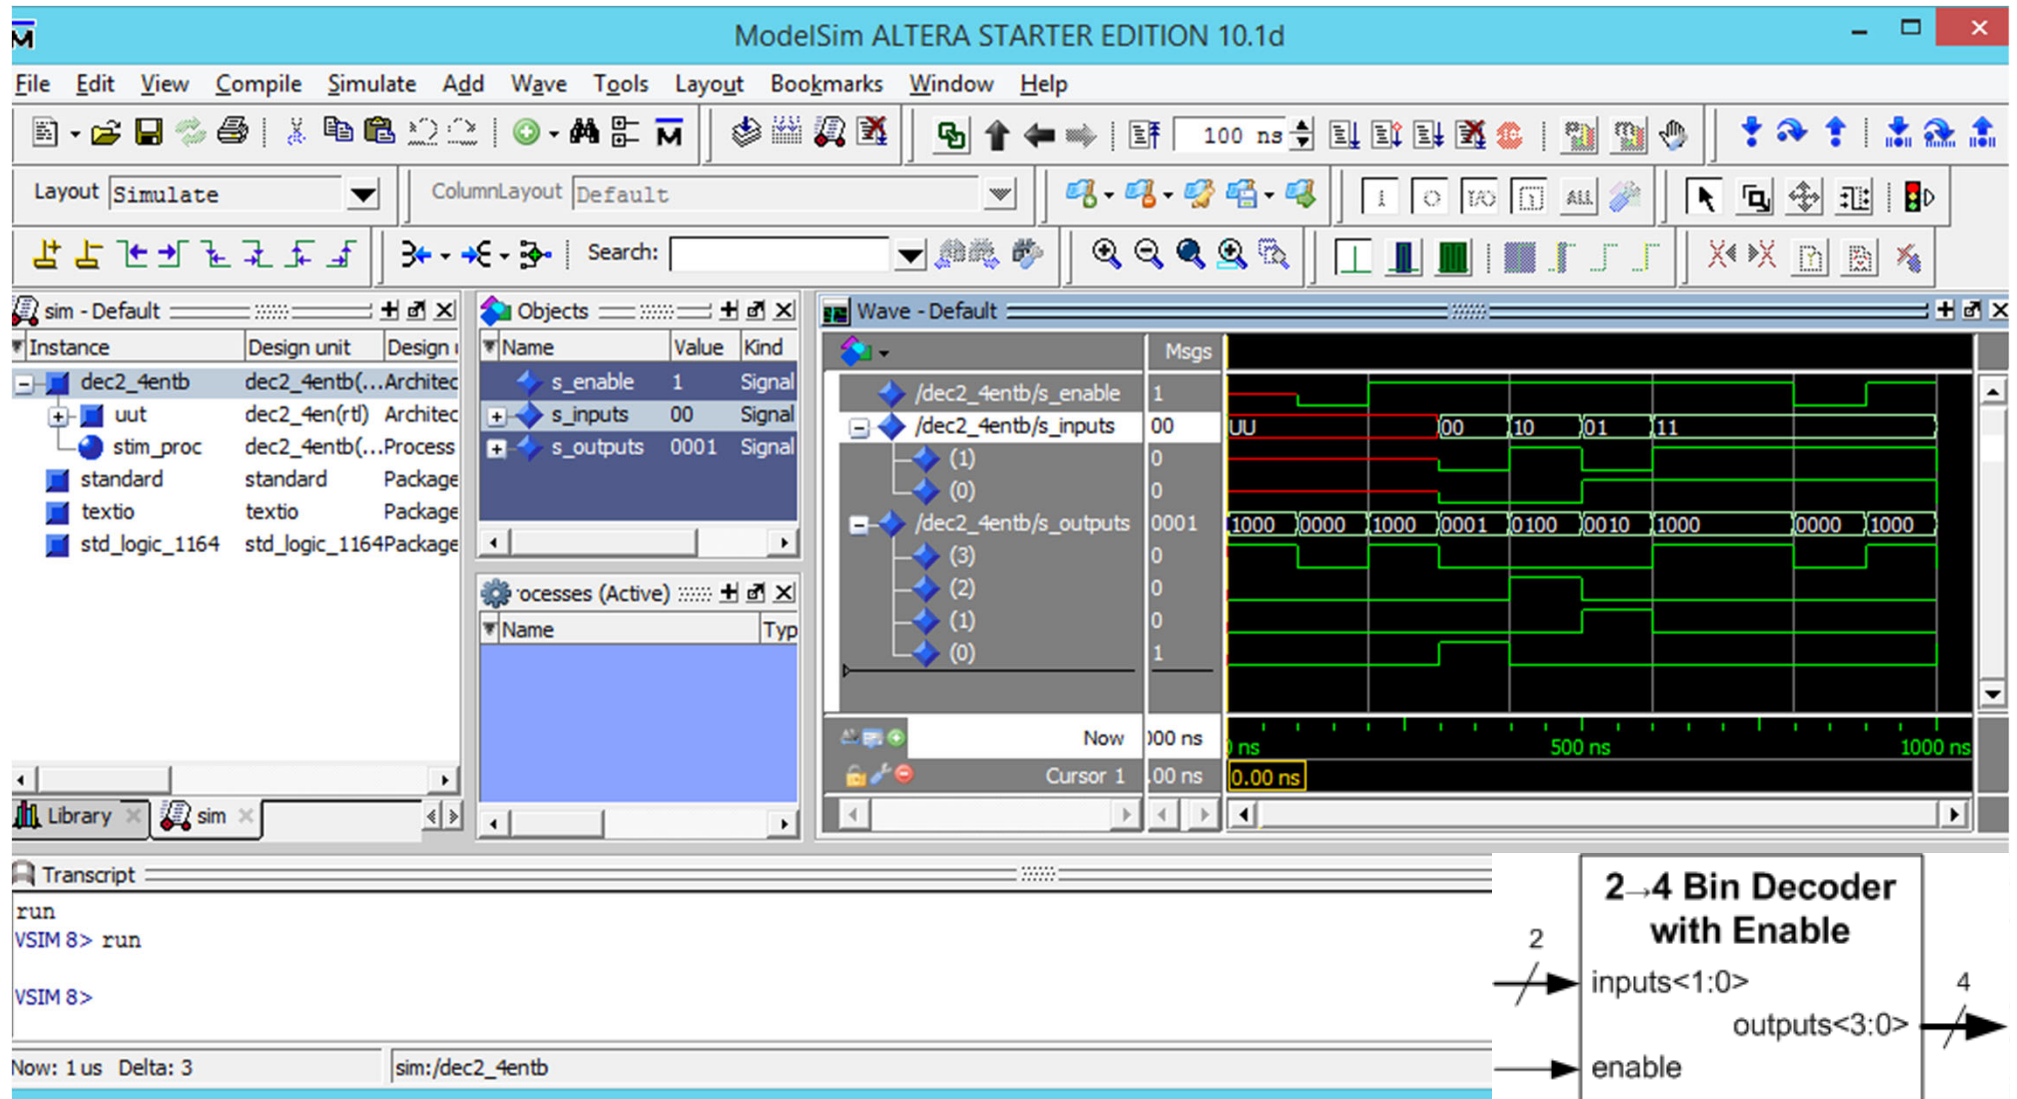 M ModelSim ALTERA STARTER EDITION 10.1d
File Edit View Compile Simulate Add Wave Tools Layout Bookmarks Window Help
M 100 ns
Layout Simulate ColumnLayout Default ALL
Search:
sim - Default
Instance Design unit Design
dec2_4entb dec2_4entb(...Architec
uut dec2_4en(rtl) Architec
stim_proc dec2_4entb(...Process
standard standard Package
textio textio Package
std_logic_1164 std_logic_1164Package
Library sim
Objects
Name Value Kind
s_enable 1 Signal
s_inputs 00 Signal
s_outputs 0001 Signal
ocesses (Active)
Name Typ
Wave - Default
Msgs
/dec2_4entb/s_enable 1
/dec2_4entb/s_inputs 00 UU 00 10 01 11
(1) 0
(0) 0
/dec2_4entb/s_outputs 0001 1000 0000 1000 0001 0100 0010 1000 0000 1000
(3) 0
(2) 0
(1) 0
(0) 1
Now 000 ns ns 500 ns 1000 ns
Cursor 1 .00 ns 0.00 ns
Transcript
run
VSIM 8> run
VSIM 8>
Now: 1 us Delta: 3 sim:/dec2_4entb
2→4 Bin Decoder
with Enable
2
inputs<1:0>
4
outputs<3:0>
enable